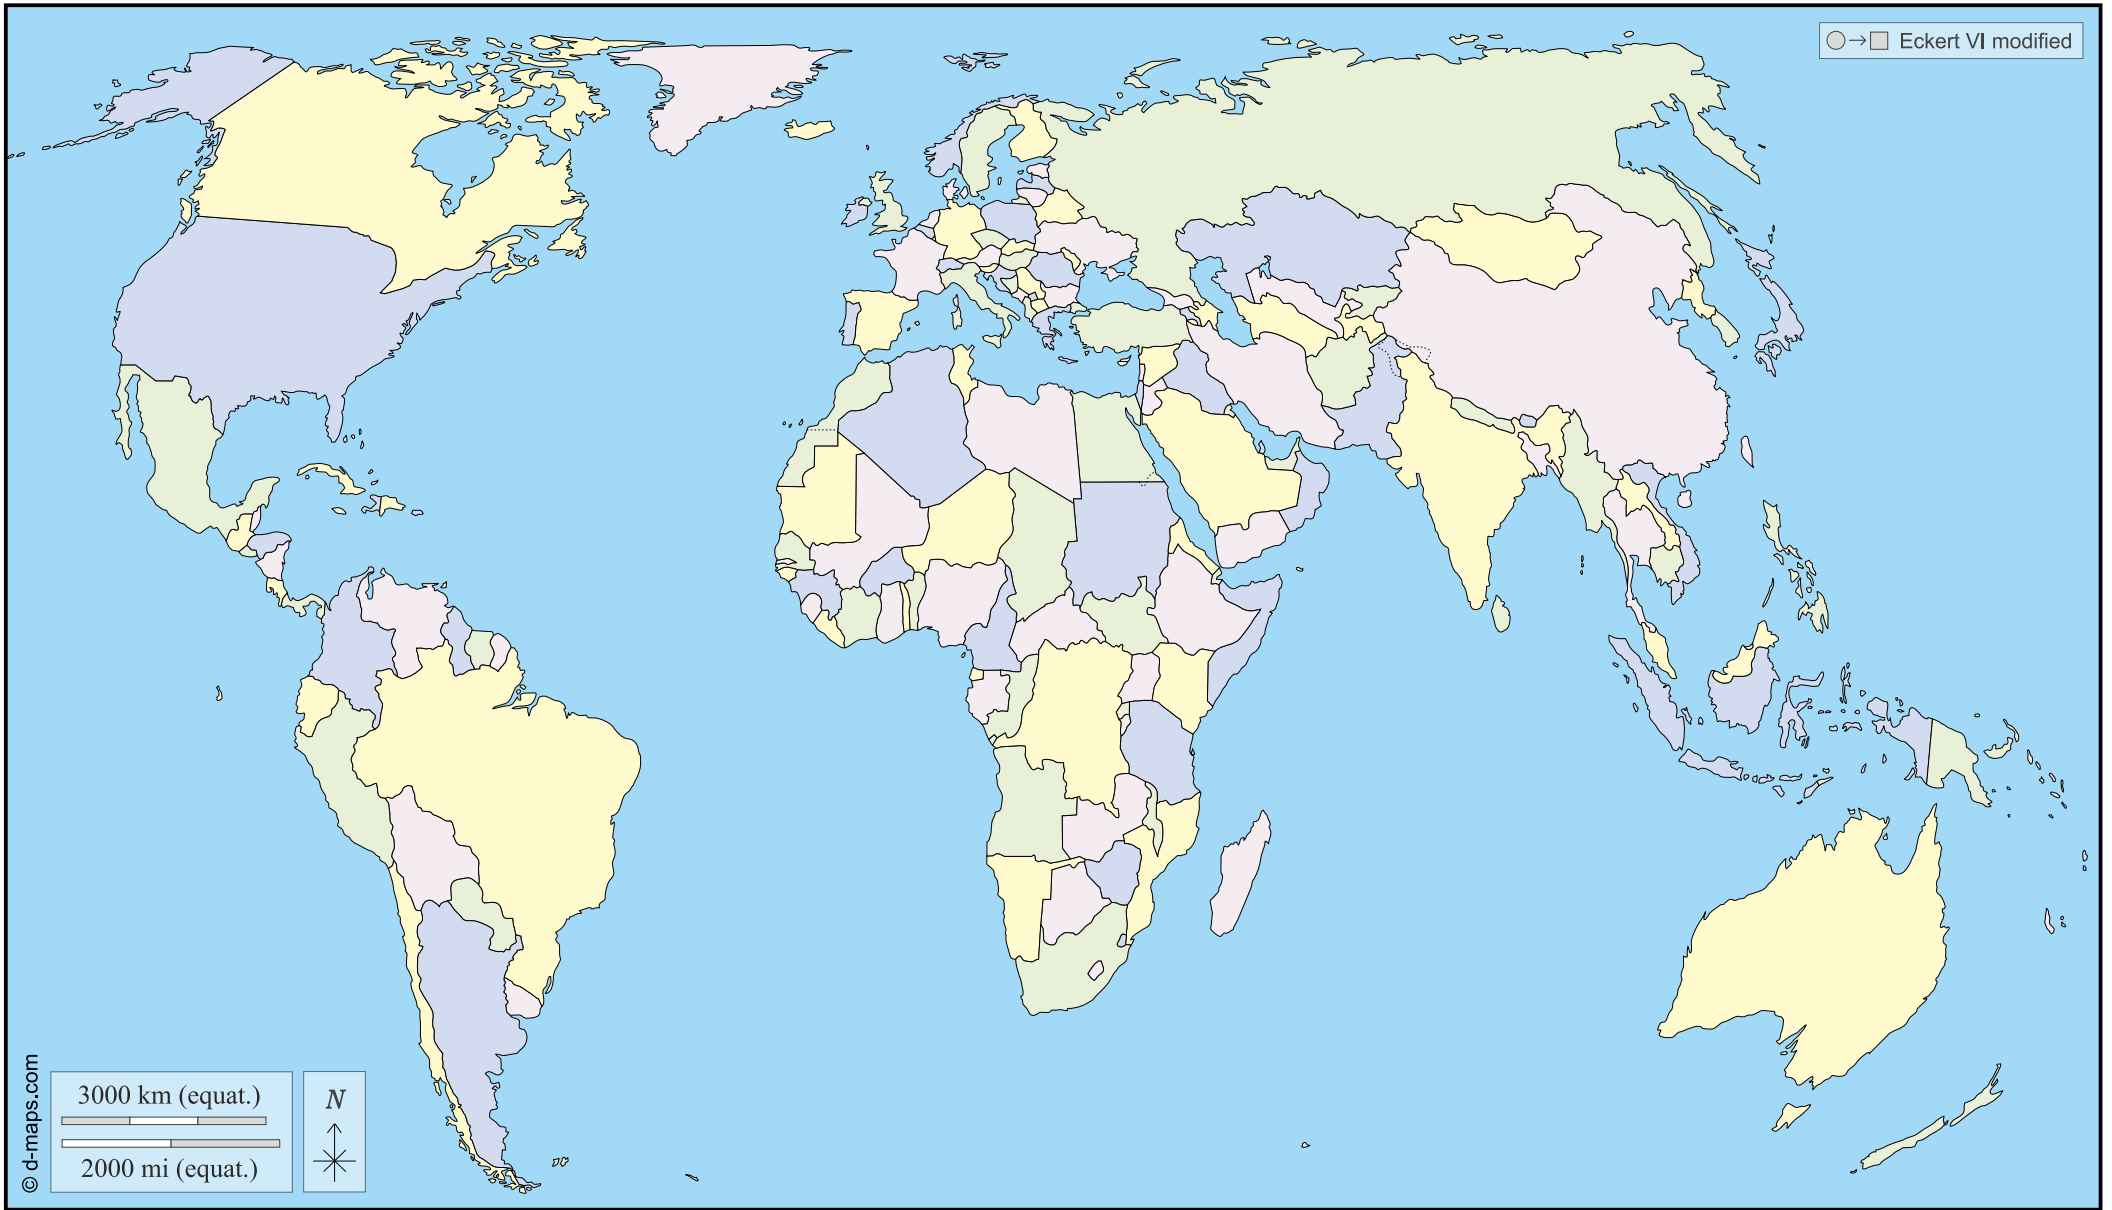 → Eckert VI modified
© d-maps.com
3000 km (equat.)
2000 mi (equat.)
N